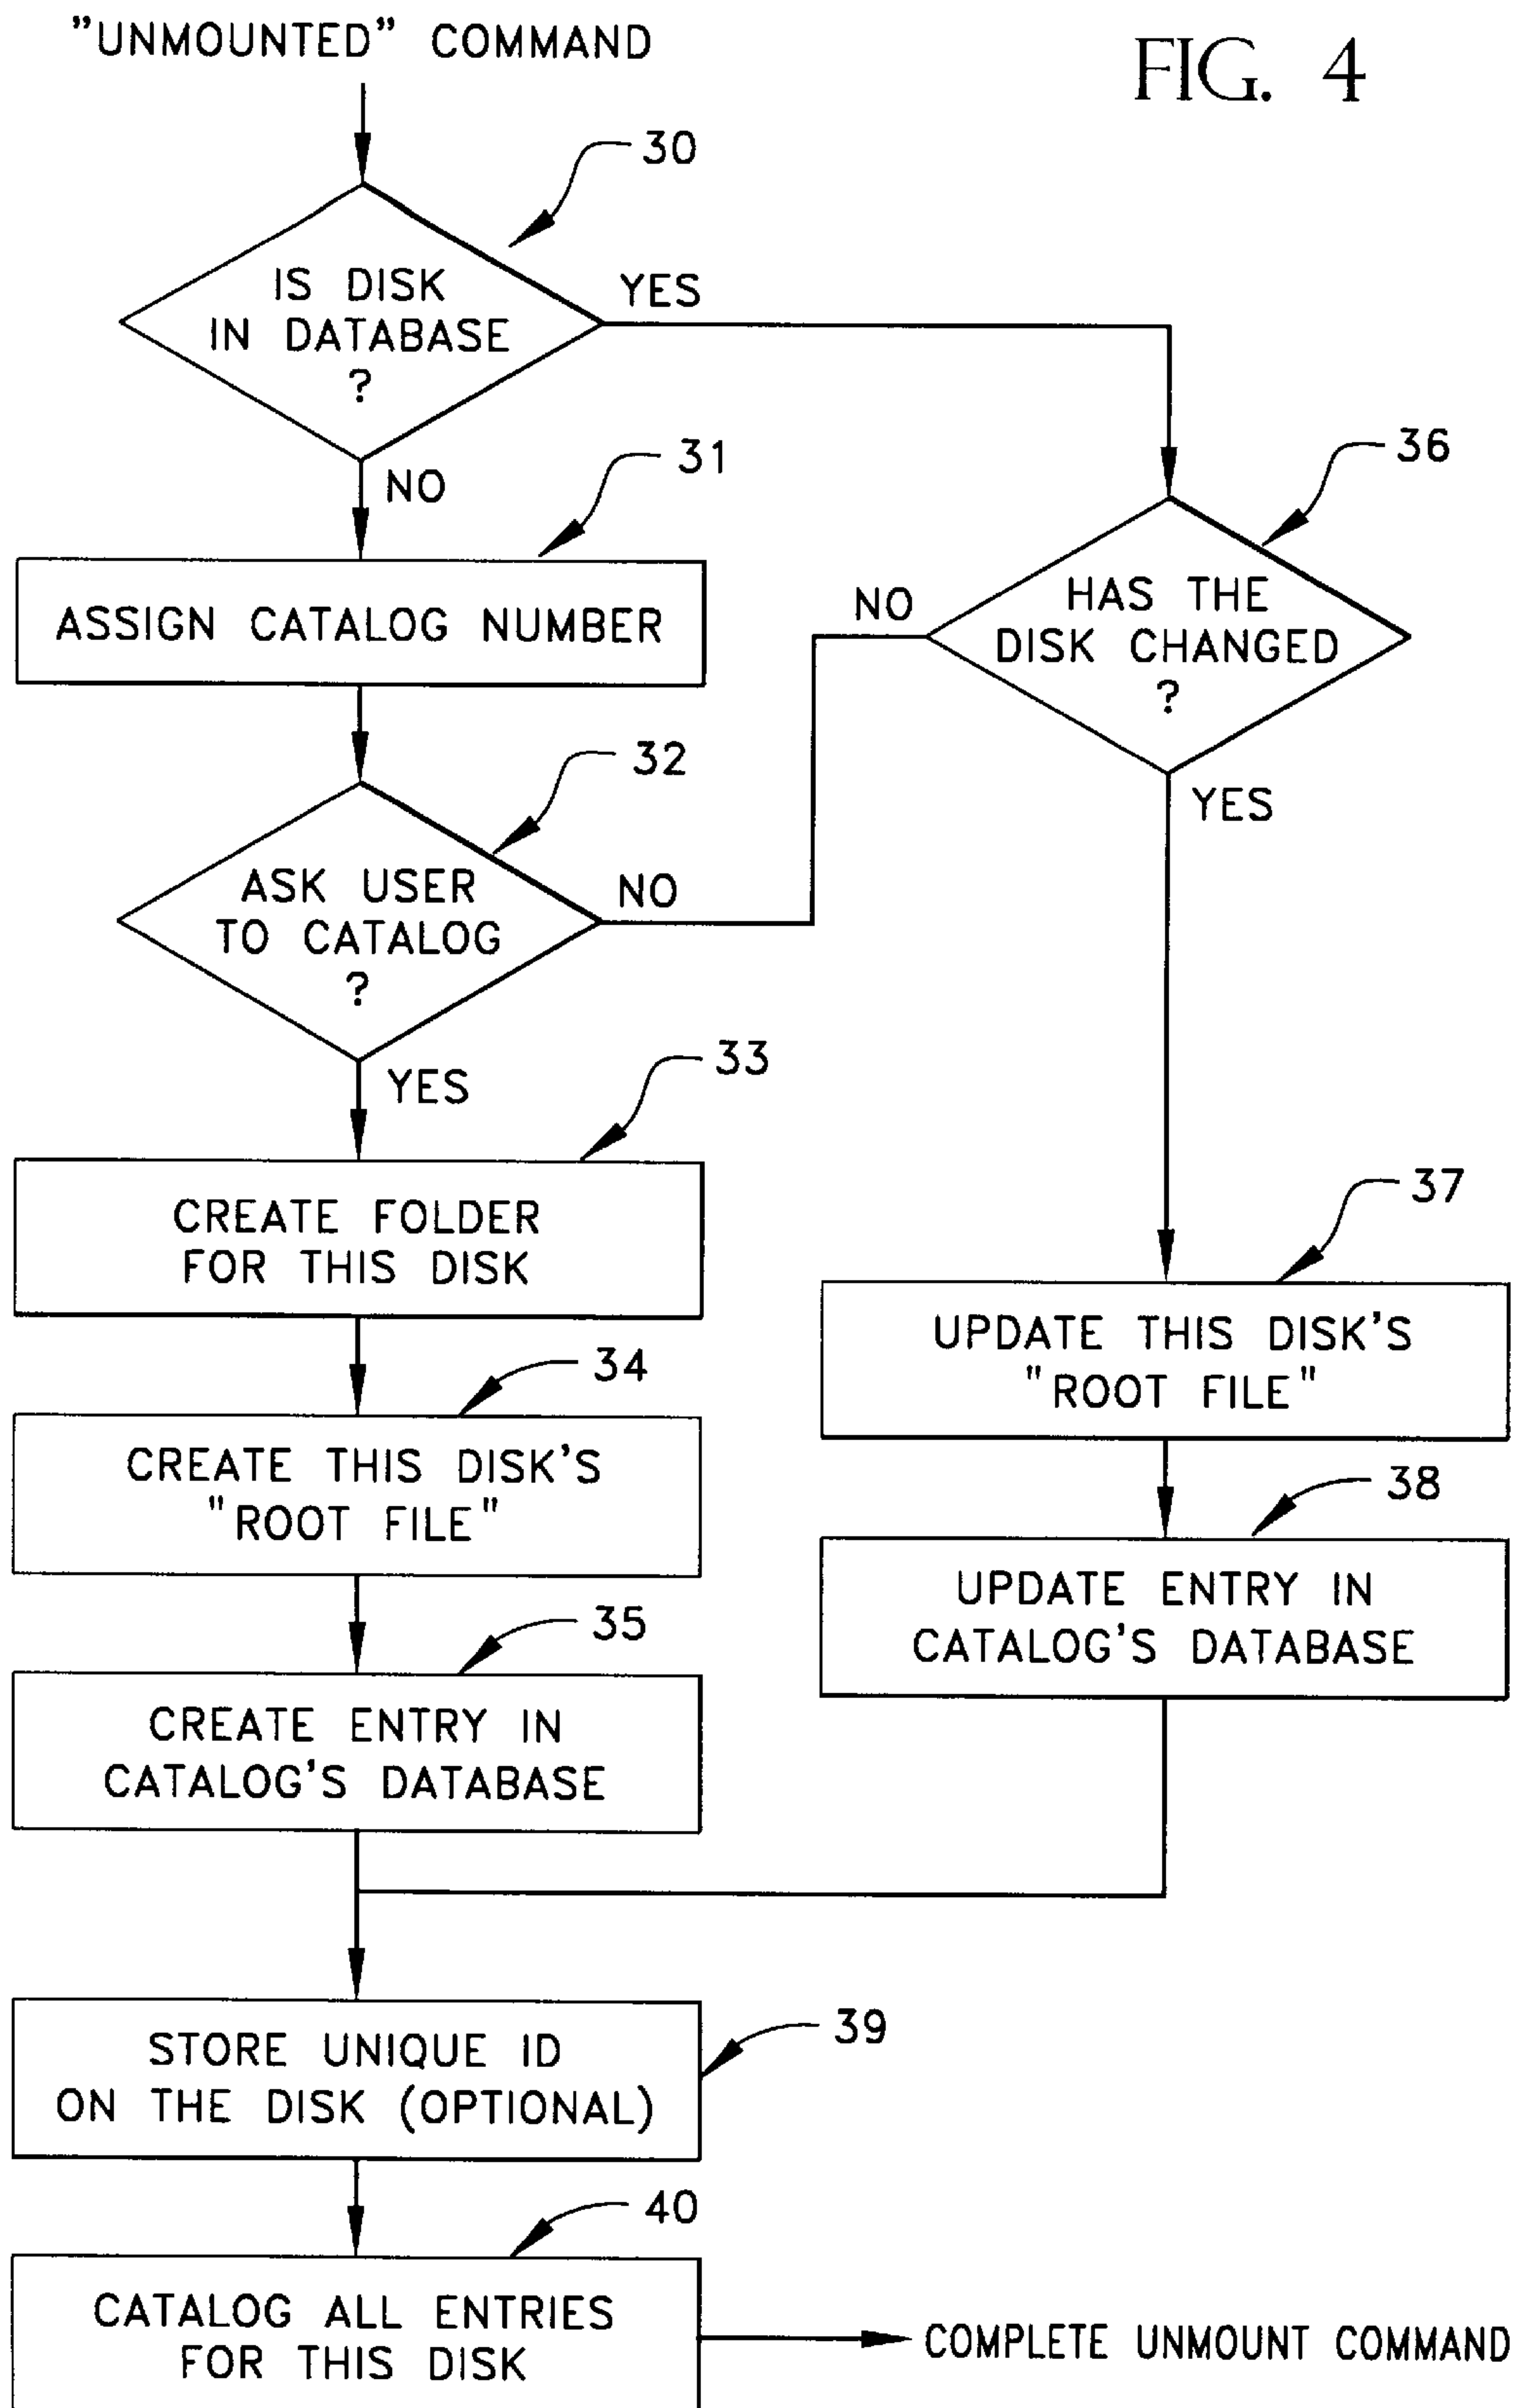 "UNMOUNTED" COMMAND
FIG. 4
30
IS DISK
IN DATABASE
?
YES
NO
31
ASSIGN CATALOG NUMBER
36
HAS THE
DISK CHANGED
?
NO
YES
32
ASK USER
TO CATALOG
?
NO
YES
33
CREATE FOLDER
FOR THIS DISK
34
CREATE THIS DISK'S
"ROOT FILE"
35
CREATE ENTRY IN
CATALOG'S DATABASE
37
UPDATE THIS DISK'S
"ROOT FILE"
38
UPDATE ENTRY IN
CATALOG'S DATABASE
39
STORE UNIQUE ID
ON THE DISK (OPTIONAL)
40
CATALOG ALL ENTRIES
FOR THIS DISK
COMPLETE UNMOUNT COMMAND